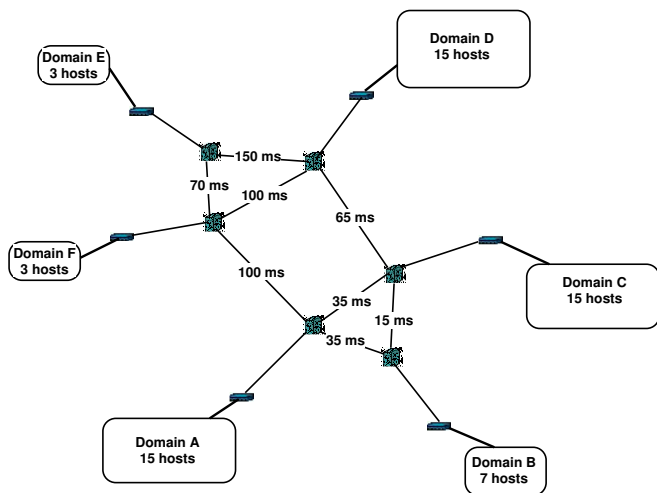 Domain D
15 hosts
Domain E
3 hosts
150 ms
70 ms
100 ms
65 ms
Domain F
3 hosts
100 ms
Domain C
15 hosts
35 ms
15 ms
35 ms
Domain A
15 hosts
Domain B
7 hosts